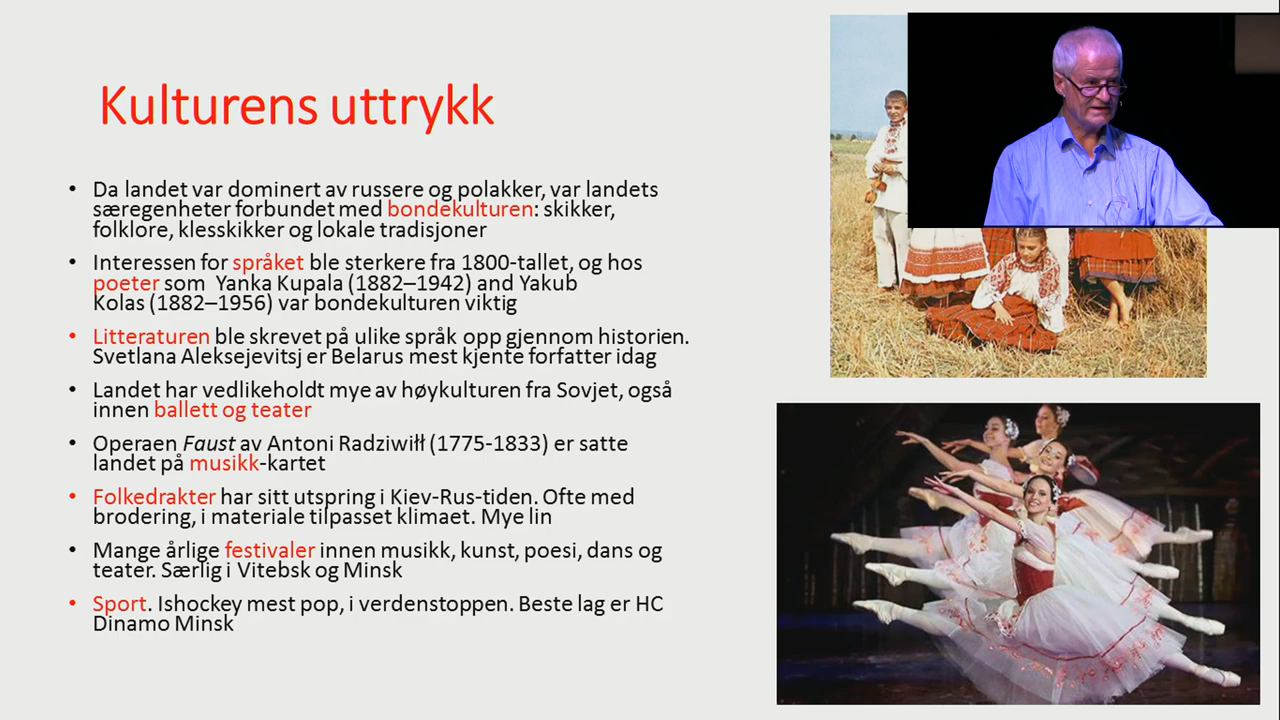 Kulturens uttrykk
• Da landet var dominert av russere og polakker, var landets
særegenheter forbundet med bondekulturen: skikker,
folklore, klesskikker og lokale tradisjoner
• Interessen for språket ble sterkere fra 1800-tallet, og hos
poeter som Yanka Kupala (1882–1942) and Yakub
Kolas (1882–1956) var bondekulturen viktig
• Litteraturen ble skrevet på ulike språk opp gjennom historien.
Svetlana Aleksejevitsj er Belarus mest kjente forfatter idag
• Landet har vedlikeholdt mye av høykulturen fra Sovjet, også
innen ballett og teater
• Operaen Faust av Antoni Radziwiłł (1775-1833) er satte
landet på musikk-kartet
• Folkedrakter har sitt utspring i Kiev-Rus-tiden. Ofte med
brodering, i materiale tilpasset klimaet. Mye lin
• Mange årlige festivaler innen musikk, kunst, poesi, dans og
teater. Særlig i Vitebsk og Minsk
• Sport. Ishockey mest pop, i verdenstoppen. Beste lag er HC
Dinamo Minsk